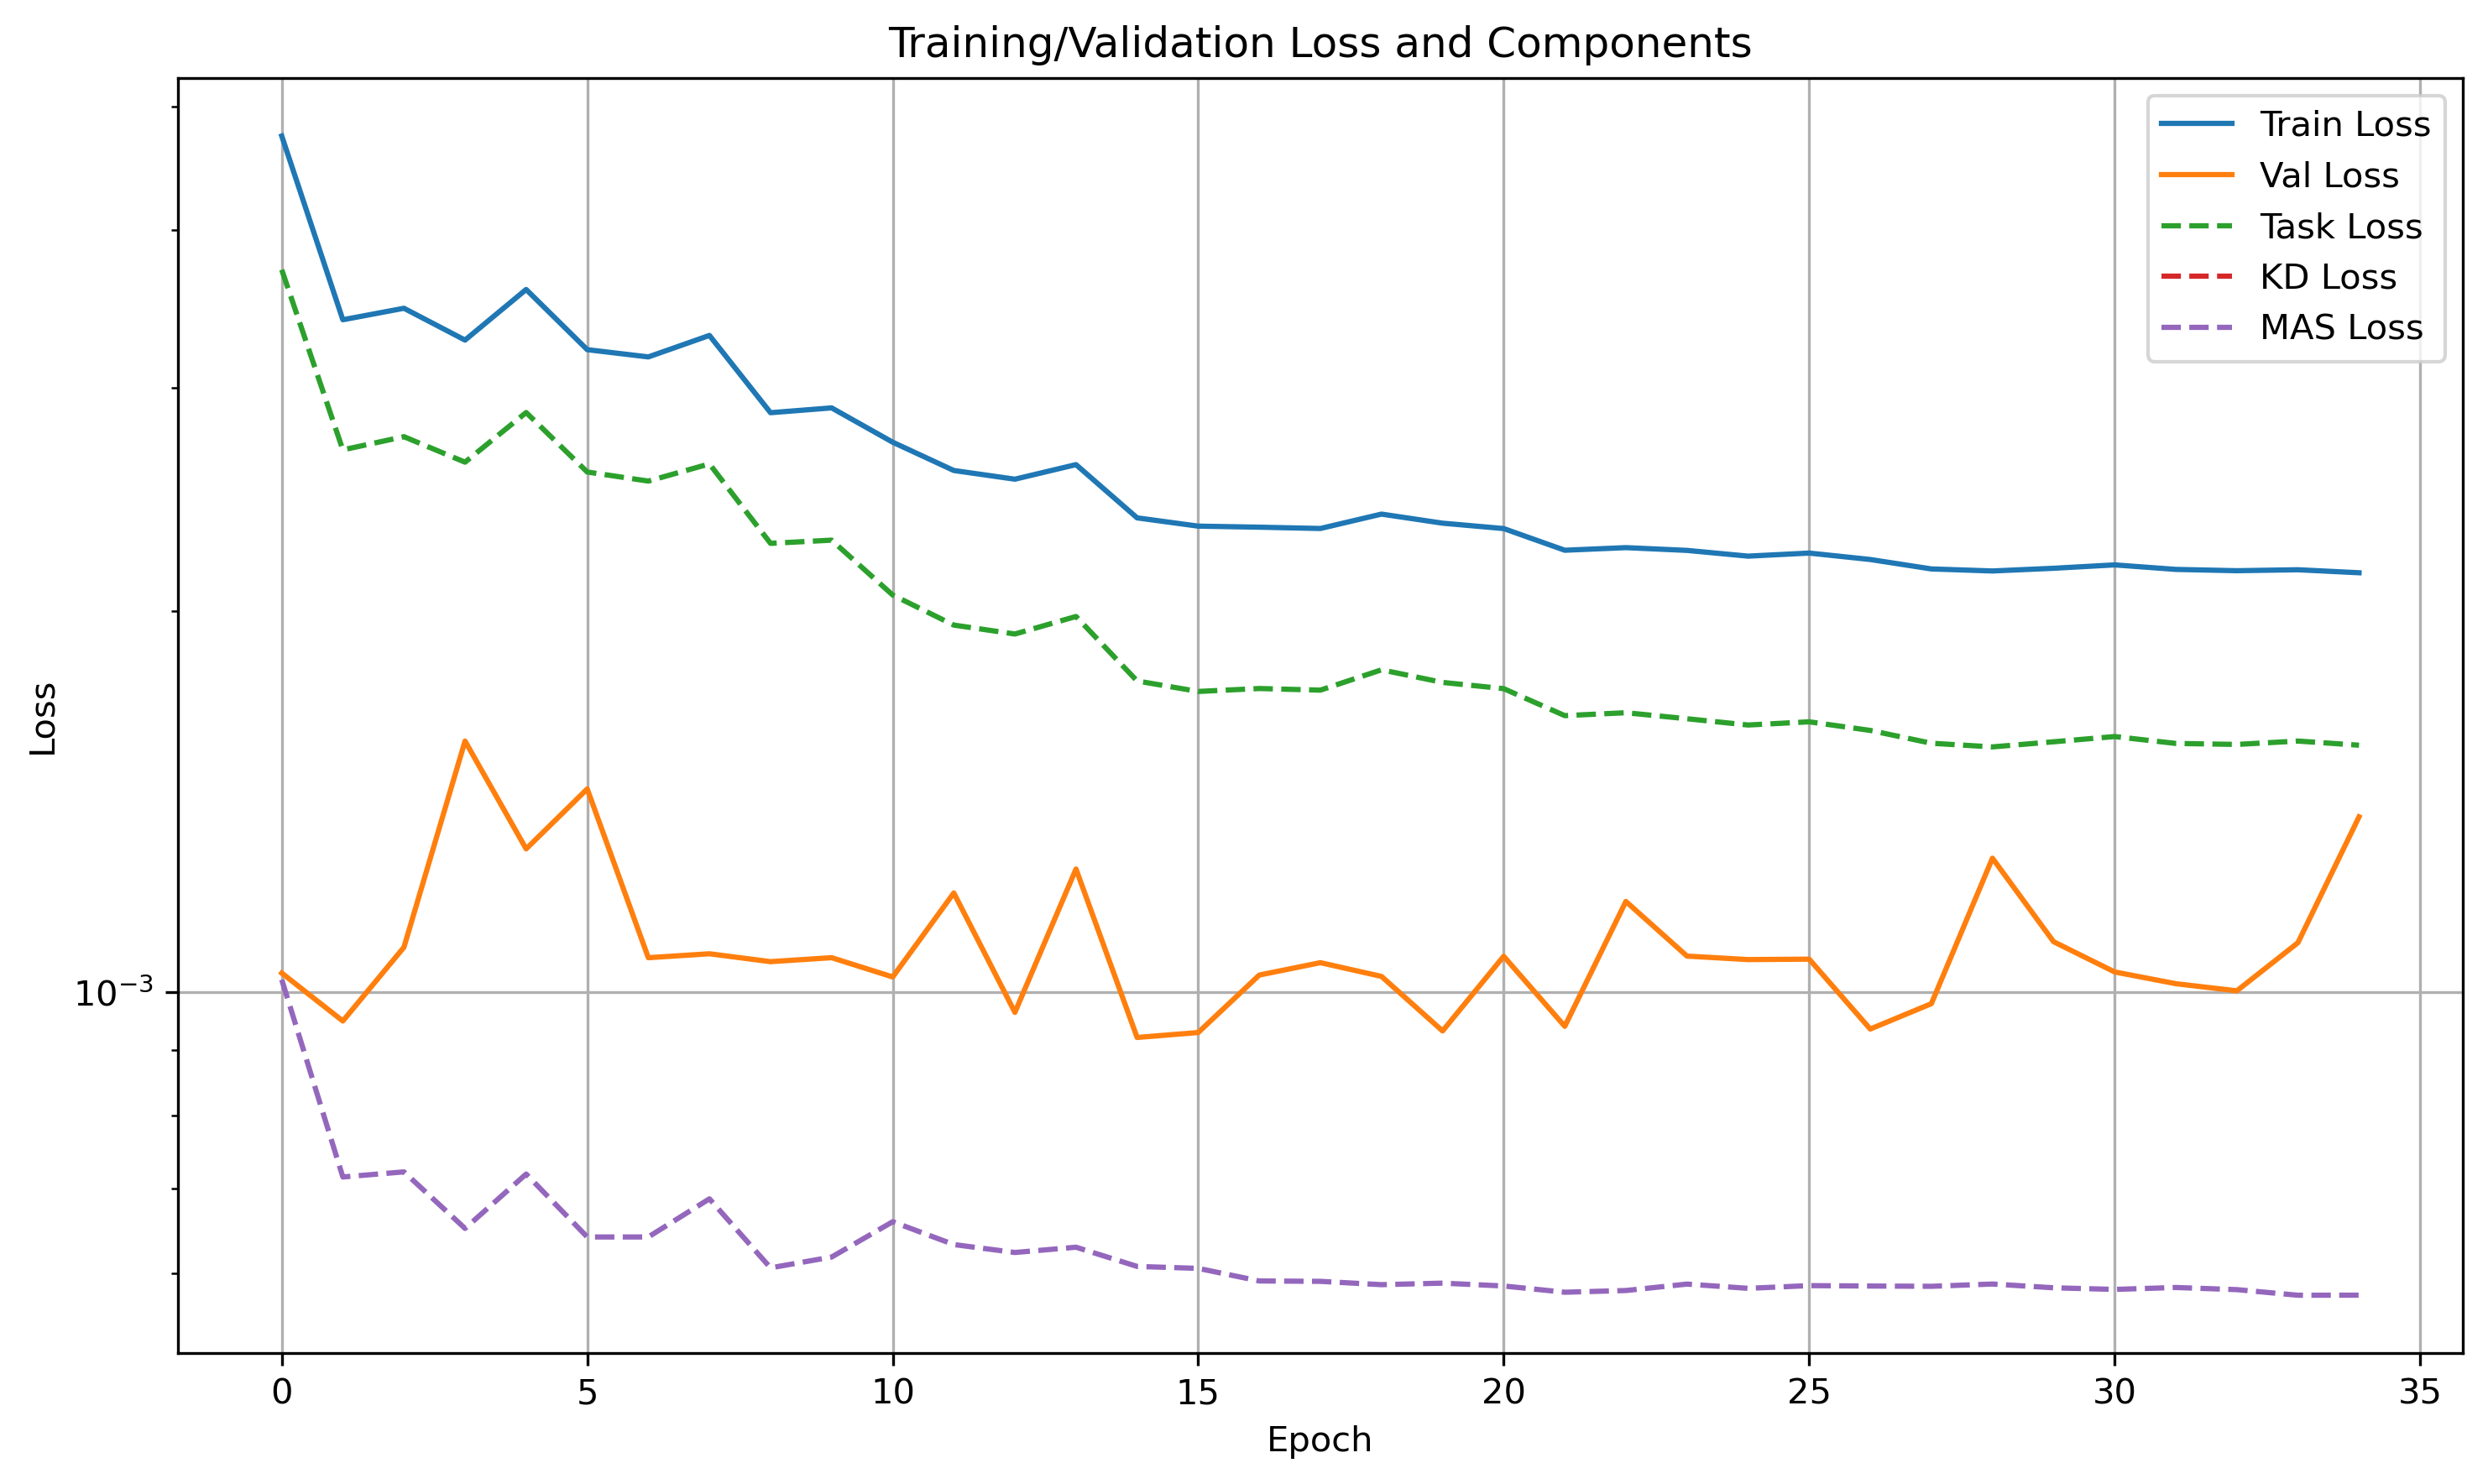 Training/Validation Loss and Components
Train Loss
Val Loss
Task Loss
KD Loss
MAS Loss
Loss
10⁻³
0 5 10 15 20 25 30 35
Epoch